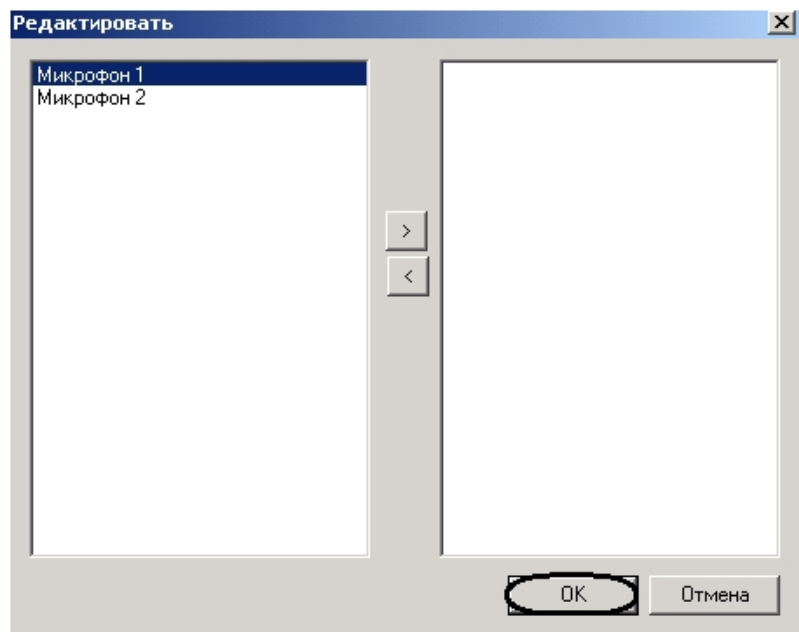 Редактировать
Микрофон 1
Микрофон 2
>
<
OK
Отмена